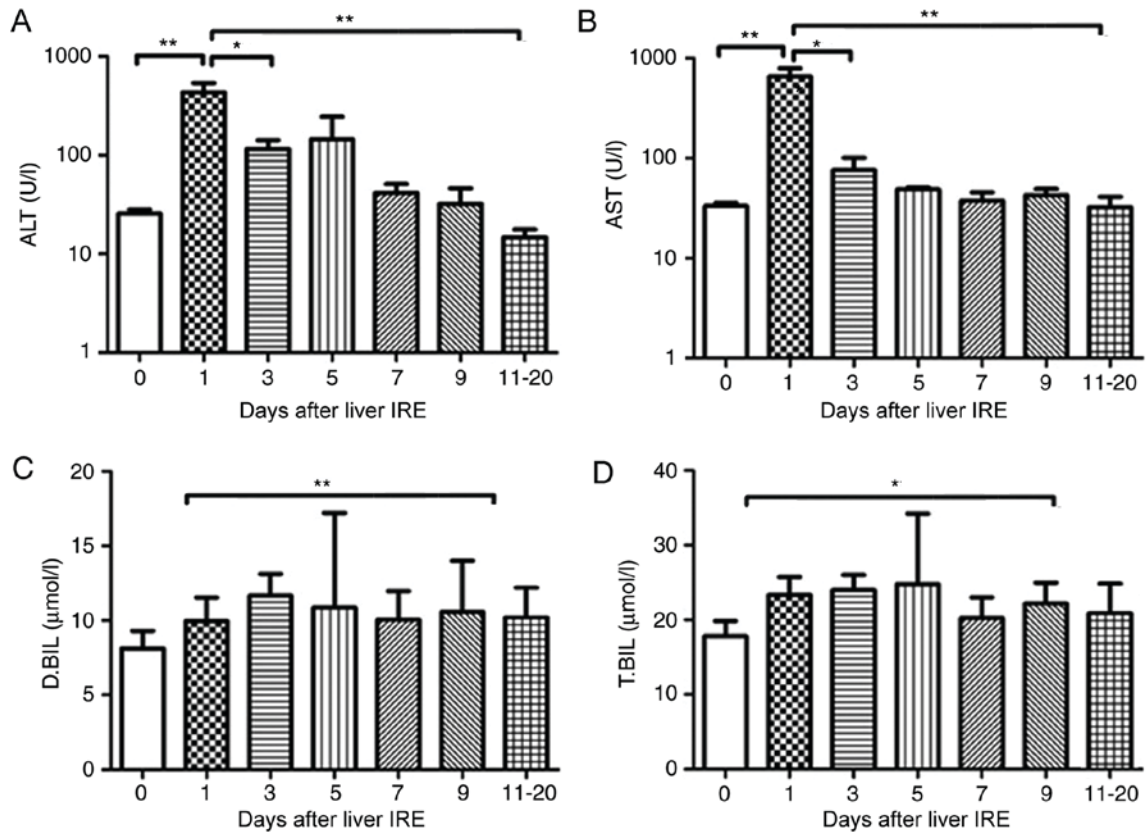 A
**
** *
1000
100
10
1
ALT (U/l)
0 1 3 5 7 9 11-20
Days after liver IRE
B
**
** *
1000
100
10
1
AST (U/l)
0 1 3 5 7 9 11-20
Days after liver IRE
C
**
20
15
10
5
0
D.BIL (µmol/l)
0 1 3 5 7 9 11-20
Days after liver IRE
D
*
40
30
20
10
0
T.BIL (µmol/l)
0 1 3 5 7 9 11-20
Days after liver IRE